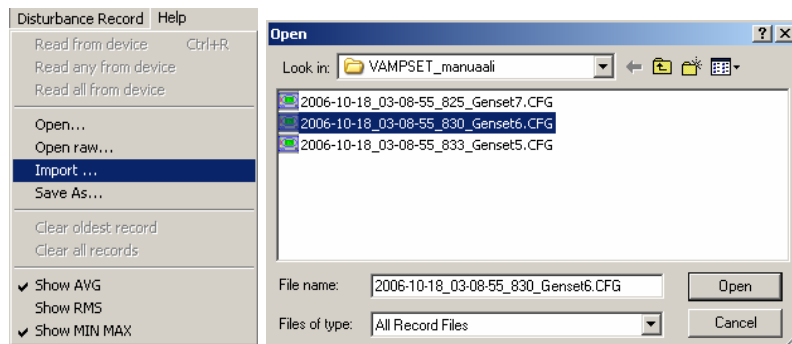 Disturbance Record Help
Read from device Ctrl+R
Read any from device
Read all from device
Open...
Open raw...
Import ...
Save As...
Clear oldest record
Clear all records
Show AVG
Show RMS
Show MIN MAX
Open
Look in: VAMPSET_manuaali
2006-10-18_03-08-55_825_Genset7.CFG
2006-10-18_03-08-55_830_Genset6.CFG
2006-10-18_03-08-55_833_Genset5.CFG
File name: 2006-10-18_03-08-55_830_Genset6.CFG Open
Files of type: All Record Files Cancel